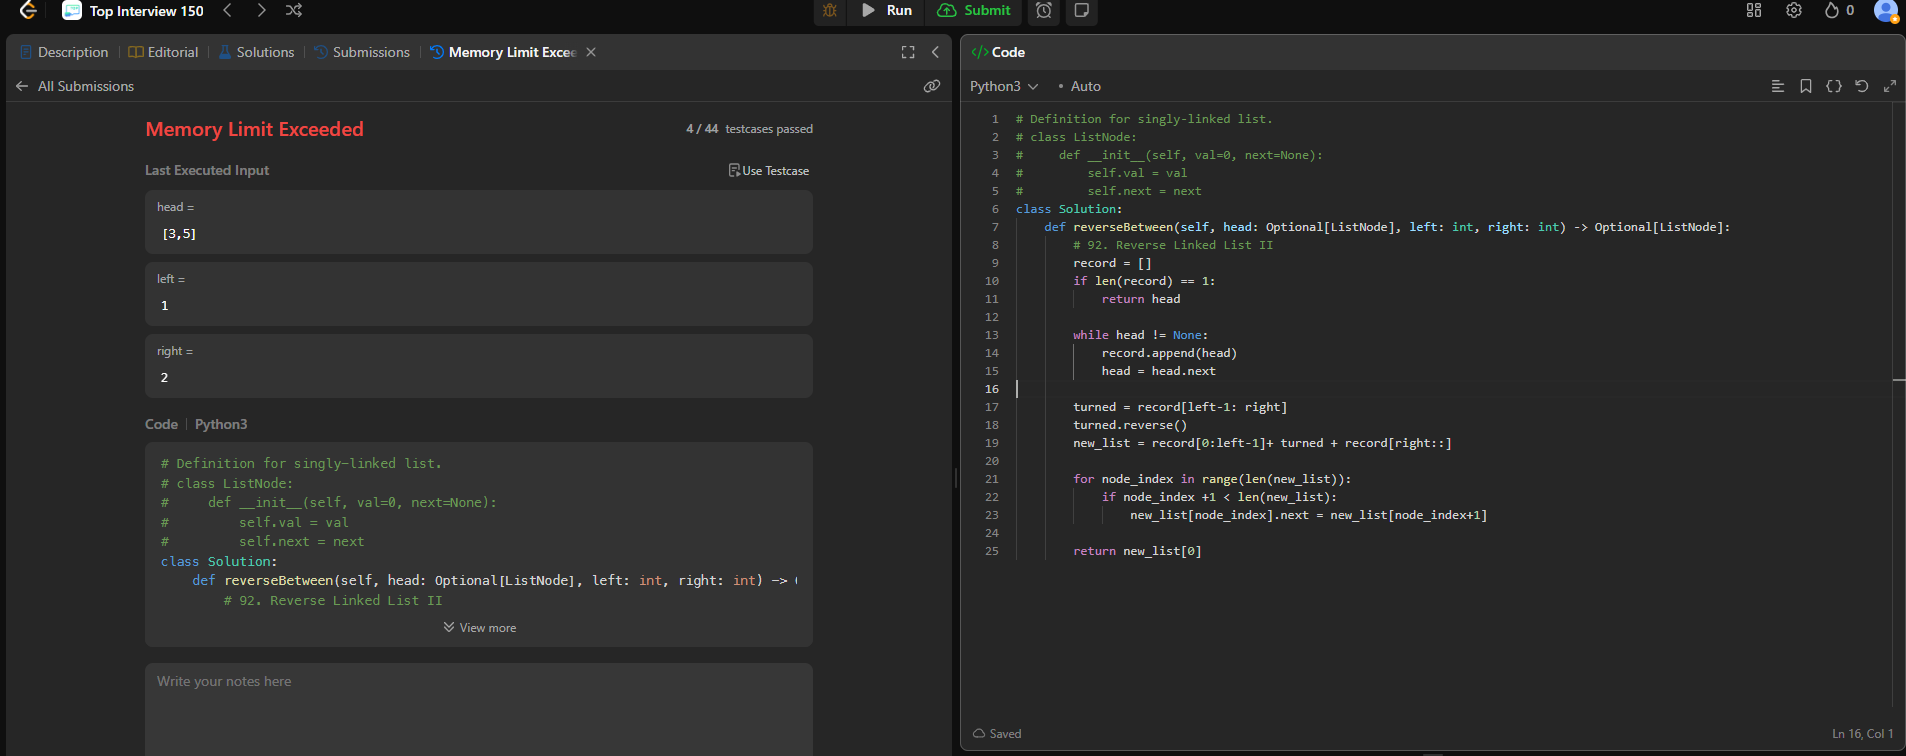 Top Interview 150
Run
Submit
0
Description
Editorial
Solutions
Submissions
Memory Limit Excee
All Submissions
Memory Limit Exceeded
4 / 44 testcases passed
Last Executed Input
Use Testcase
head =
[3,5]
left =
1
right =
2
Code | Python3
# Definition for singly-linked list.
# class ListNode:
#     def __init__(self, val=0, next=None):
#         self.val = val
#         self.next = next
class Solution:
    def reverseBetween(self, head: Optional[ListNode], left: int, right: int) -> 
        # 92. Reverse Linked List II
View more
Write your notes here
</> Code
Python3
• Auto
1 # Definition for singly-linked list.
2 # class ListNode:
3 #     def __init__(self, val=0, next=None):
4 #         self.val = val
5 #         self.next = next
6 class Solution:
7     def reverseBetween(self, head: Optional[ListNode], left: int, right: int) -> Optional[ListNode]:
8         # 92. Reverse Linked List II
9         record = []
10         if len(record) == 1:
11             return head
12
13         while head != None:
14             record.append(head)
15             head = head.next
16
17         turned = record[left-1: right]
18         turned.reverse()
19         new_list = record[0:left-1]+ turned + record[right::]
20
21         for node_index in range(len(new_list)):
22             if node_index +1 < len(new_list):
23                 new_list[node_index].next = new_list[node_index+1]
24
25         return new_list[0]
Saved
Ln 16, Col 1